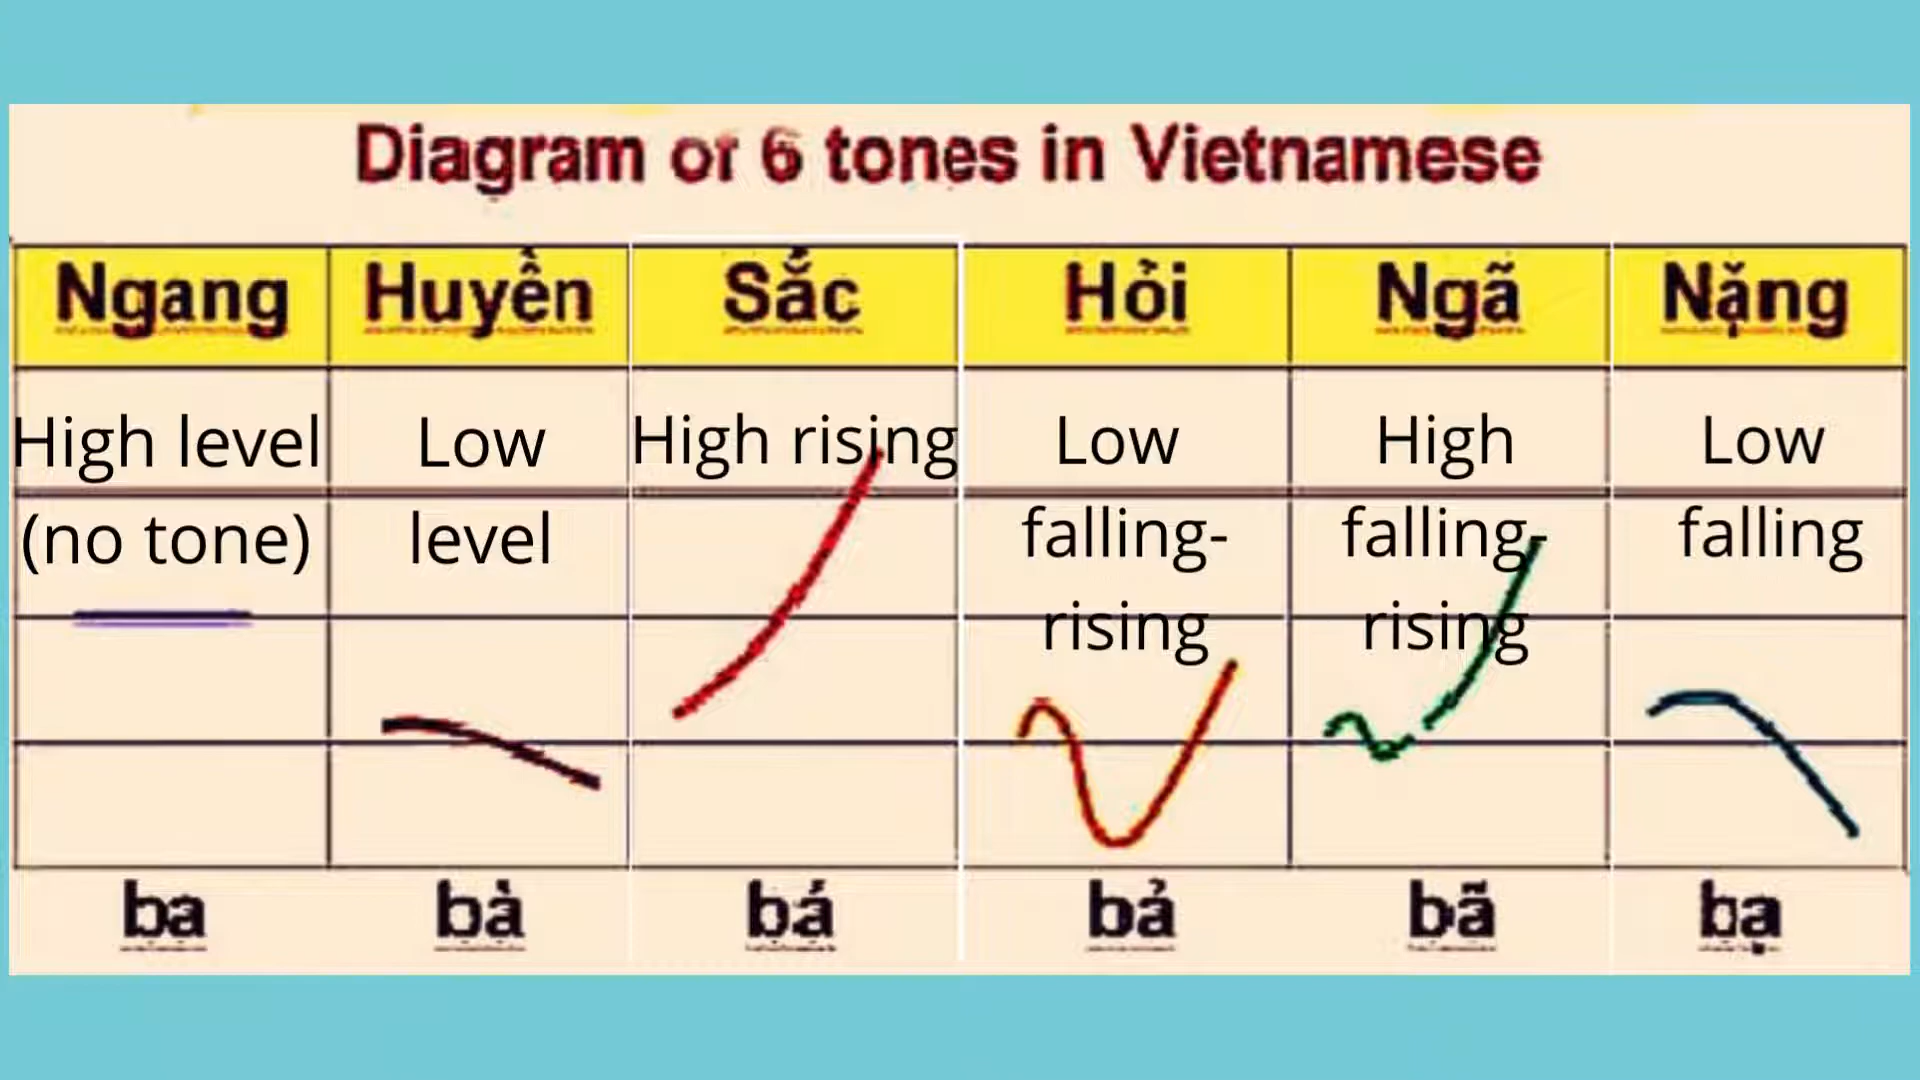 Diagram of 6 tones in Vietnamese
Ngang Huyền Sắc Hỏi Ngã Nặng
High level Low High rising Low High Low
(no tone) level falling- falling- falling
rising rising
ba bà bá bả bã bạ